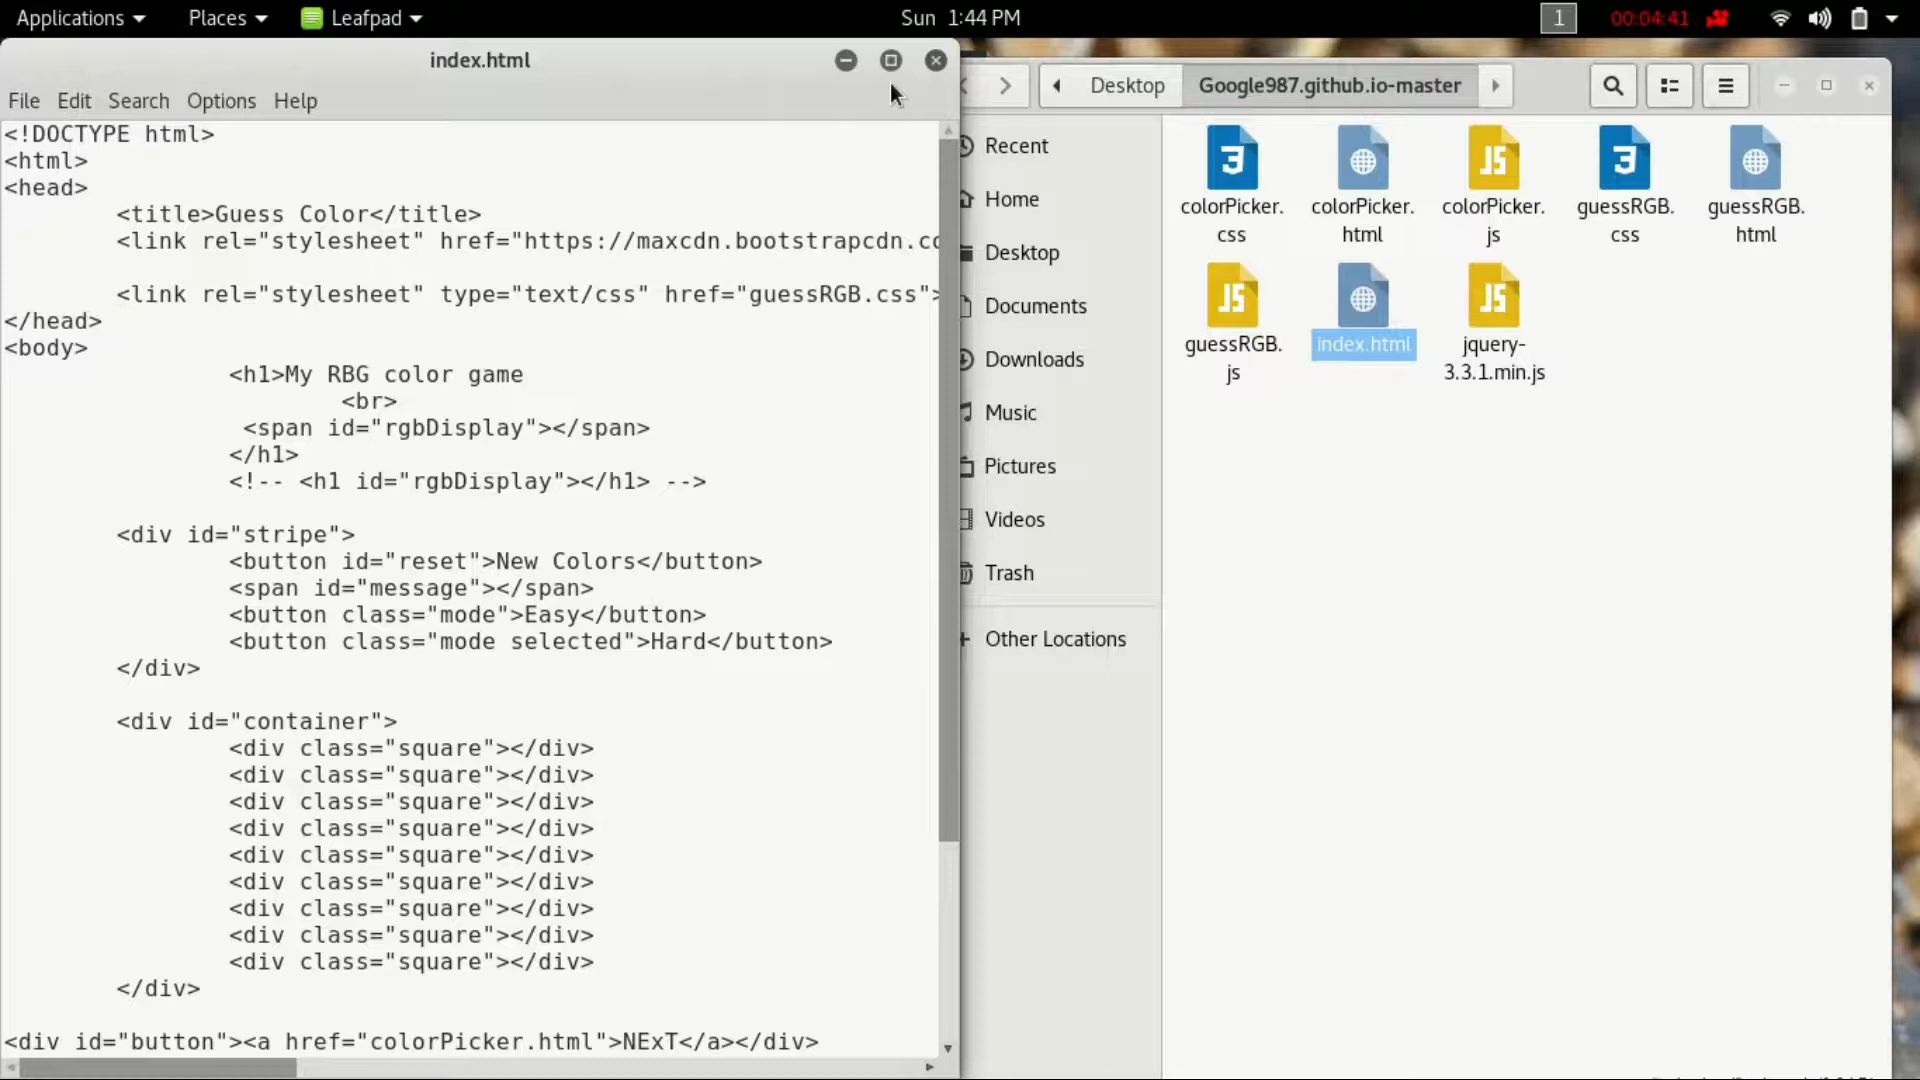 Applications Places Leafpad Sun 1:44 PM 1 00:04:41
index.html
File Edit Search Options Help
<!DOCTYPE html>
<html>
<head>
<title>Guess Color</title>
<link rel="stylesheet" href="https://maxcdn.bootstrapcdn.co
<link rel="stylesheet" type="text/css" href="guessRGB.css">
</head>
<body>
<h1>My RBG color game
<br>
<span id="rgbDisplay"></span>
</h1>
<!-- <h1 id="rgbDisplay"></h1> -->
<div id="stripe">
<button id="reset">New Colors</button>
<span id="message"></span>
<button class="mode">Easy</button>
<button class="mode selected">Hard</button>
</div>
<div id="container">
<div class="square"></div>
<div class="square"></div>
<div class="square"></div>
<div class="square"></div>
<div class="square"></div>
<div class="square"></div>
<div class="square"></div>
<div class="square"></div>
<div class="square"></div>
</div>
<div id="button"><a href="colorPicker.html">NExT</a></div>
Desktop Google987.github.io-master
Recent
Home
Desktop
Documents
Downloads
Music
Pictures
Videos
Trash
Other Locations
colorPicker.
css
colorPicker.
html
colorPicker.
js
guessRGB.
css
guessRGB.
html
guessRGB.
js
index.html
jquery-
3.3.1.min.js